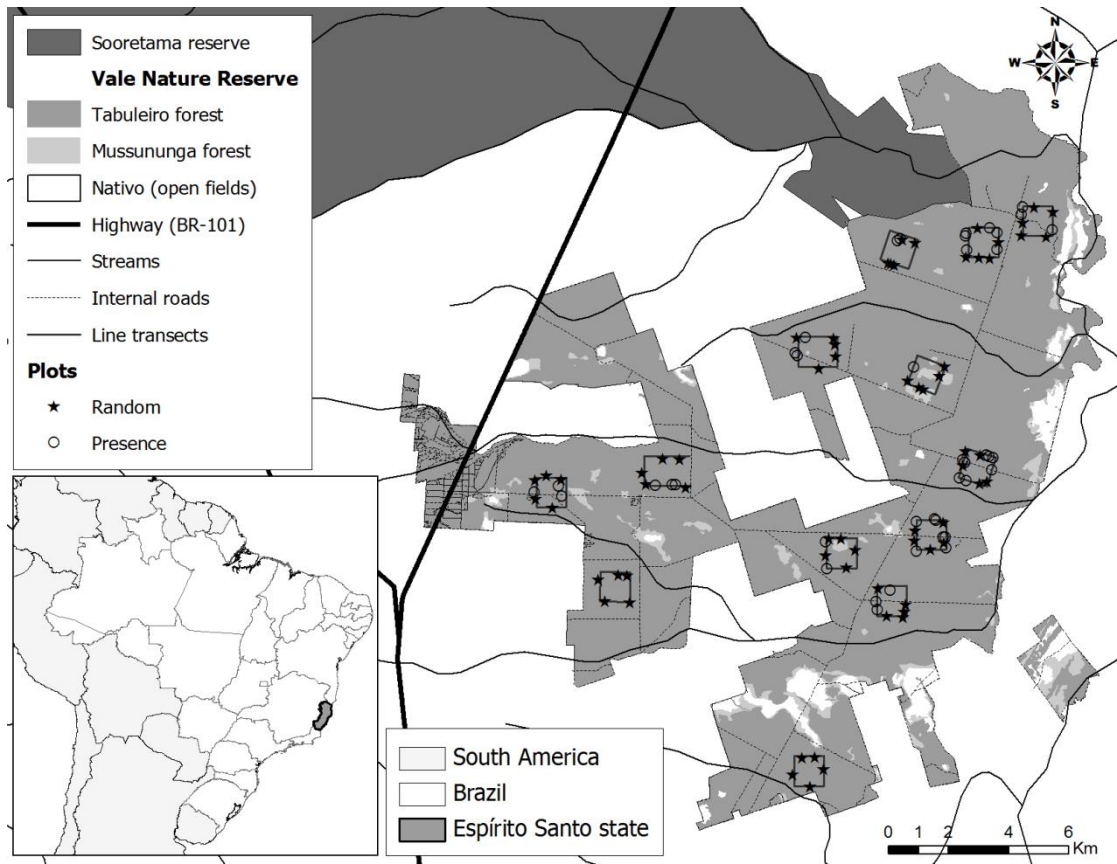 Sooretama reserve
Vale Nature Reserve
Tabuleiro forest
Mussununga forest
Nativo (open fields)
Highway (BR-101)
Streams
Internal roads
Line transects
Plots
Random
Presence
N
W E
S
South America
Brazil
Espírito Santo state
0 1 2 4 6
Km